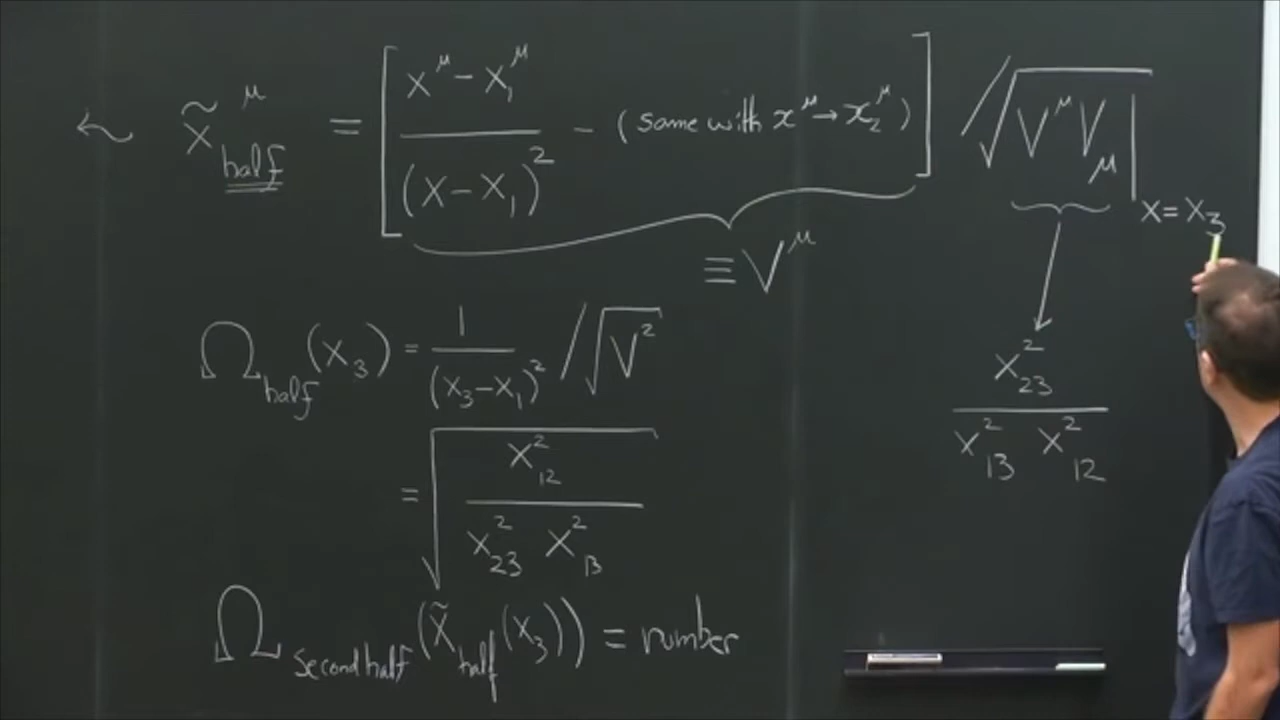 x̃^μ_half = [ (x^μ - x_1^μ) / (x - x_1)^2 - (same with x^μ → x_2^μ) ] / √(V^μ V_μ) |_{x = x_3}
≡ V^μ
Ω_half (x_3) = 1 / (x_3 - x_1)^2 / √(V^2)
x_23^2 / (x_13^2 x_12^2)
= √( x_12^2 / (x_23^2 x_13^2) )
Ω_second half (x̃_half (x_3)) = number